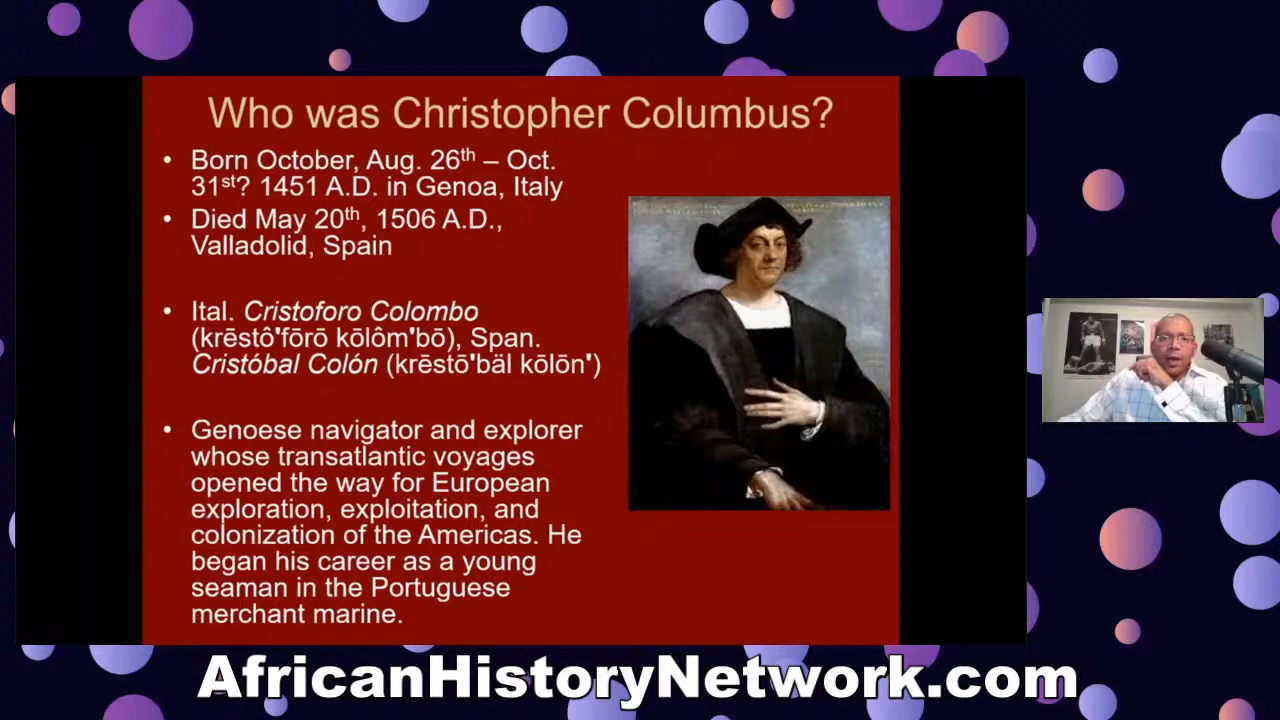 Who was Christopher Columbus?
• Born October, Aug. 26th – Oct.
31st? 1451 A.D. in Genoa, Italy
• Died May 20th, 1506 A.D.,
Valladolid, Spain
• Ital. Cristoforo Colombo
(krēstô'fōrō kōlôm'bō), Span.
Cristóbal Colón (krēstō'bäl kōlōn')
• Genoese navigator and explorer
whose transatlantic voyages
opened the way for European
exploration, exploitation, and
colonization of the Americas. He
began his career as a young
seaman in the Portuguese
merchant marine.
AfricanHistoryNetwork.com